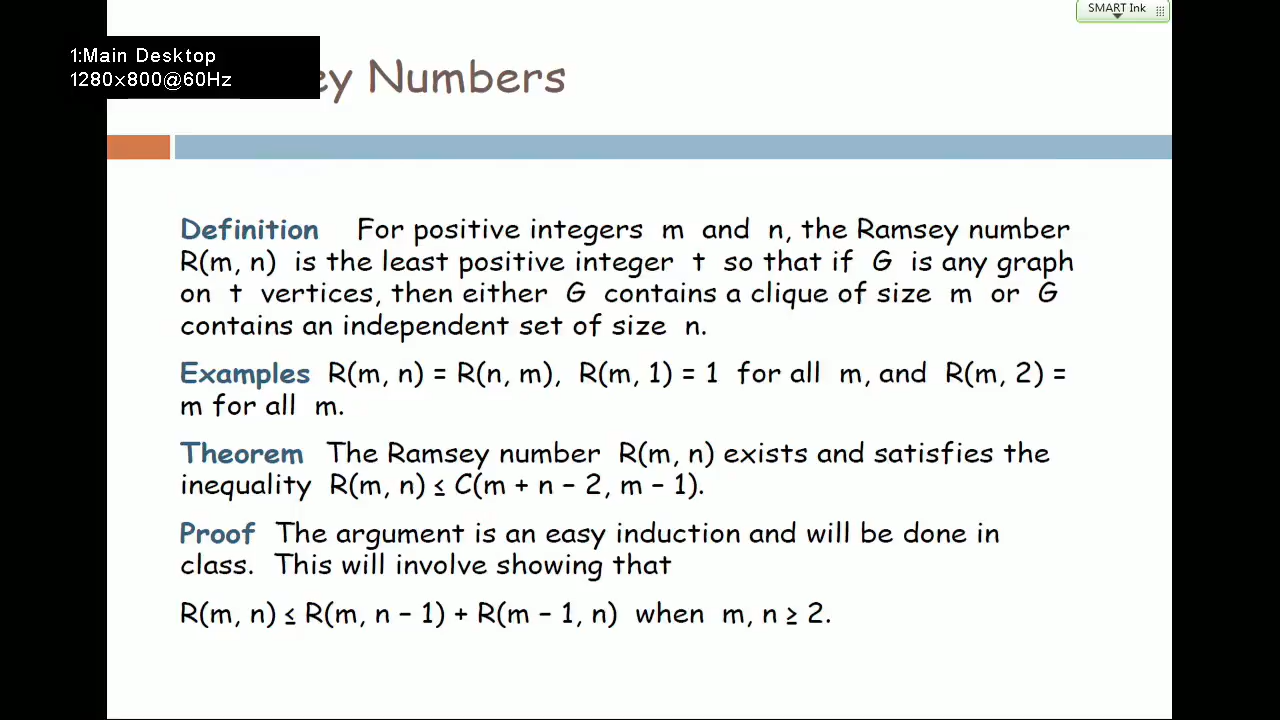 SMART Ink
1:Main Desktop
1280x800@60Hz
ey Numbers
Definition For positive integers m and n, the Ramsey number
R(m, n) is the least positive integer t so that if G is any graph
on t vertices, then either G contains a clique of size m or G
contains an independent set of size n.
Examples R(m, n) = R(n, m), R(m, 1) = 1 for all m, and R(m, 2) =
m for all m.
Theorem The Ramsey number R(m, n) exists and satisfies the
inequality R(m, n) ≤ C(m + n – 2, m – 1).
Proof The argument is an easy induction and will be done in
class. This will involve showing that
R(m, n) ≤ R(m, n – 1) + R(m – 1, n) when m, n ≥ 2.